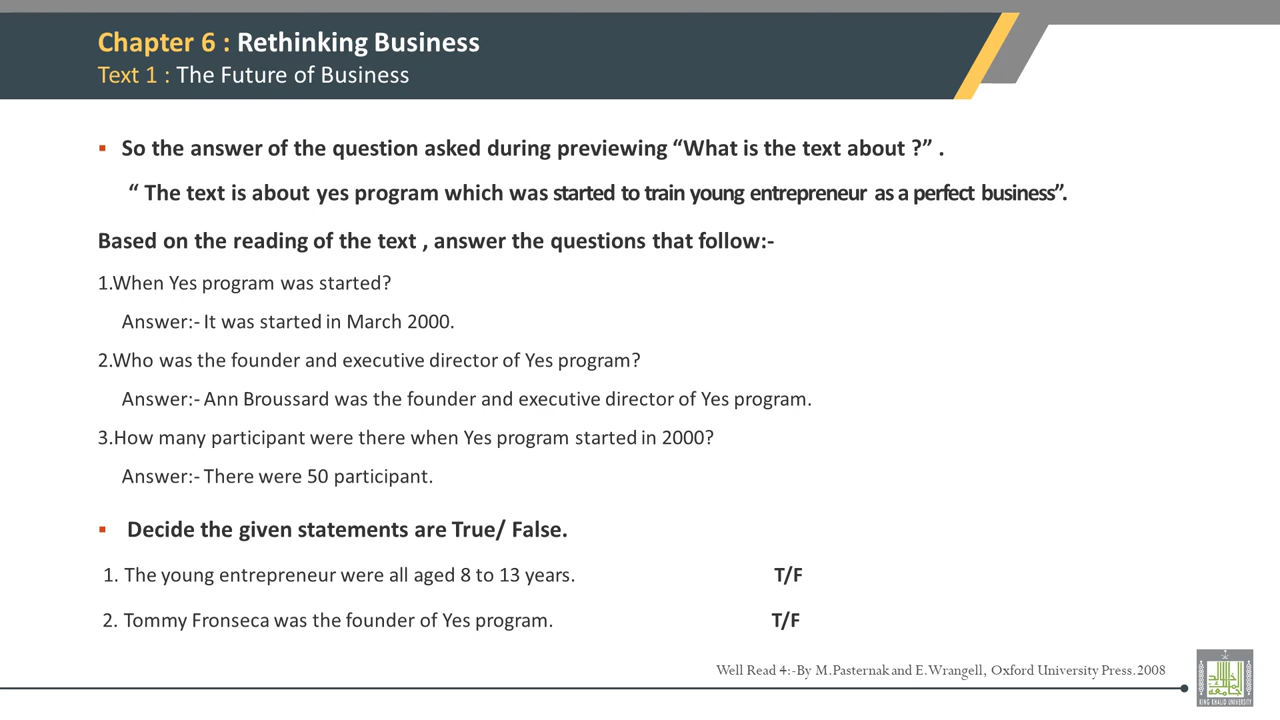 Chapter 6 : Rethinking Business
Text 1 : The Future of Business
▪ So the answer of the question asked during previewing “What is the text about ?” .
“ The text is about yes program which was started to train young entrepreneur as a perfect business”.
Based on the reading of the text , answer the questions that follow:-
1.When Yes program was started?
Answer:- It was started in March 2000.
2.Who was the founder and executive director of Yes program?
Answer:- Ann Broussard was the founder and executive director of Yes program.
3.How many participant were there when Yes program started in 2000?
Answer:- There were 50 participant.
▪ Decide the given statements are True/ False.
1. The young entrepreneur were all aged 8 to 13 years. T/F
2. Tommy Fronseca was the founder of Yes program. T/F
Well Read 4:-By M.Pasternak and E.Wrangell, Oxford University Press.2008
KING KHALID UNIVERSITY